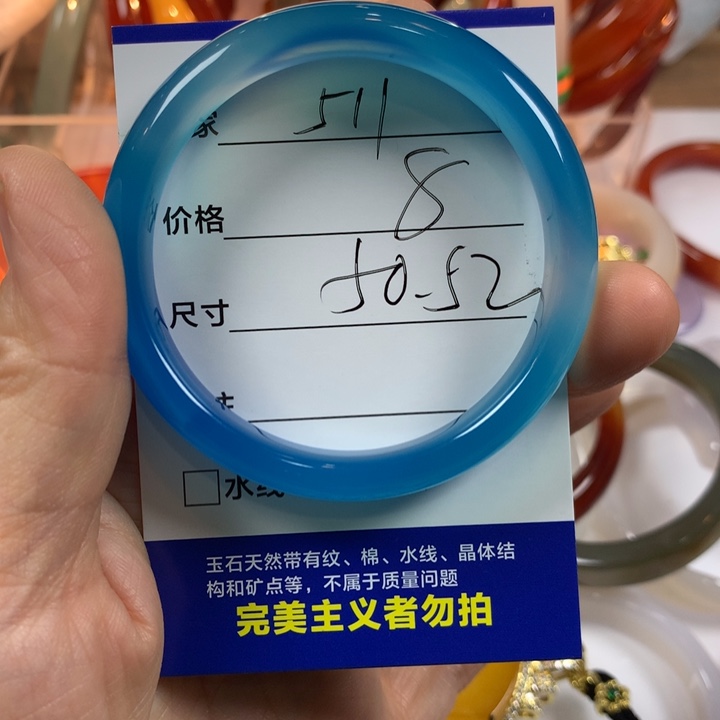 家 511
价格 8
尺寸 50-52
水线
玉石天然带有纹、棉、水线、晶体结
构和矿点等，不属于质量问题
完美主义者勿拍